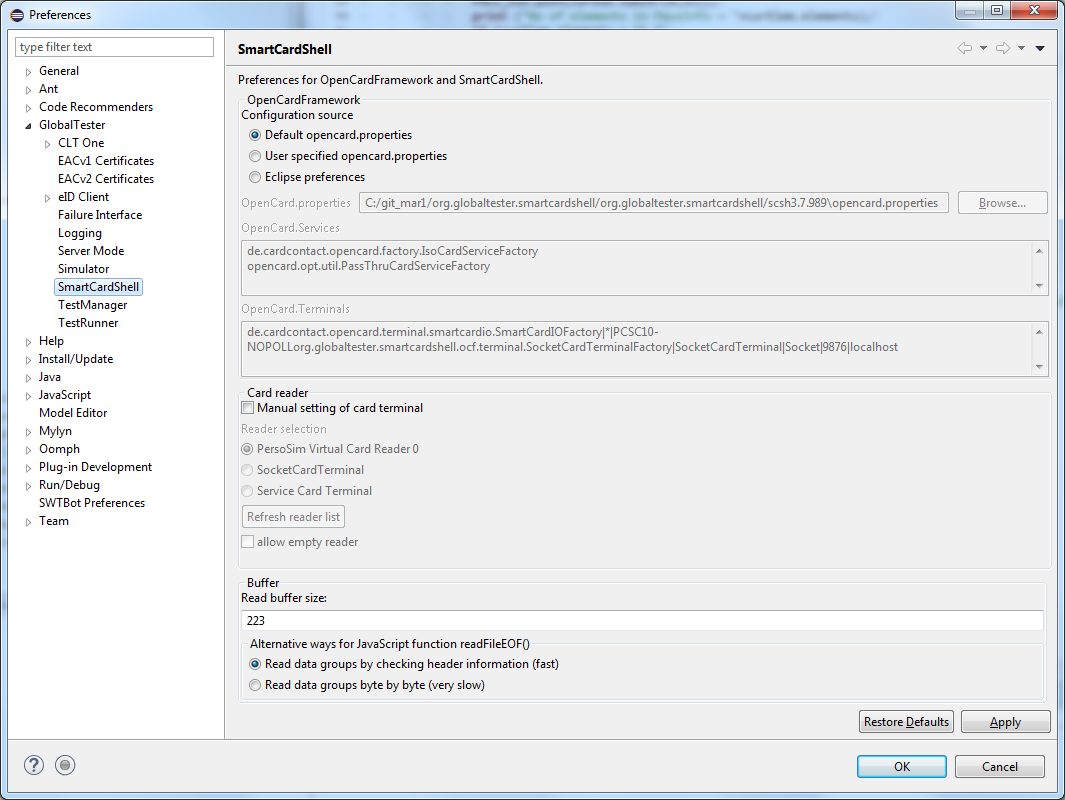 Preferences
type filter text
General
Ant
Code Recommenders
GlobalTester
CLT One
EACv1 Certificates
EACv2 Certificates
eID Client
Failure Interface
Logging
Server Mode
Simulator
SmartCardShell
TestManager
TestRunner
Help
Install/Update
Java
JavaScript
Model Editor
Mylyn
Oomph
Plug-in Development
Run/Debug
SWTBot Preferences
Team
SmartCardShell
Preferences for OpenCardFramework and SmartCardShell.
OpenCardFramework
Configuration source
Default opencard.properties
User specified opencard.properties
Eclipse preferences
OpenCard.properties C:/git_mar1/org.globaltester.smartcardshell/org.globaltester.smartcardshell/scsh3.7.989\opencard.properties Browse...
OpenCard.Services
de.cardcontact.opencard.factory.IsoCardServiceFactory
opencard.opt.util.PassThruCardServiceFactory
OpenCard.Terminals
de.cardcontact.opencard.terminal.smartcardio.SmartCardIOFactory|*|PCSC10-
NOPOLLorg.globaltester.smartcardshell.ocf.terminal.SocketCardTerminalFactory|SocketCardTerminal|Socket|9876|localhost
Card reader
Manual setting of card terminal
Reader selection
PersoSim Virtual Card Reader 0
SocketCardTerminal
Service Card Terminal
Refresh reader list
allow empty reader
Buffer
Read buffer size:
223
Alternative ways for JavaScript function readFileEOF()
Read data groups by checking header information (fast)
Read data groups byte by byte (very slow)
Restore Defaults Apply
? OK Cancel